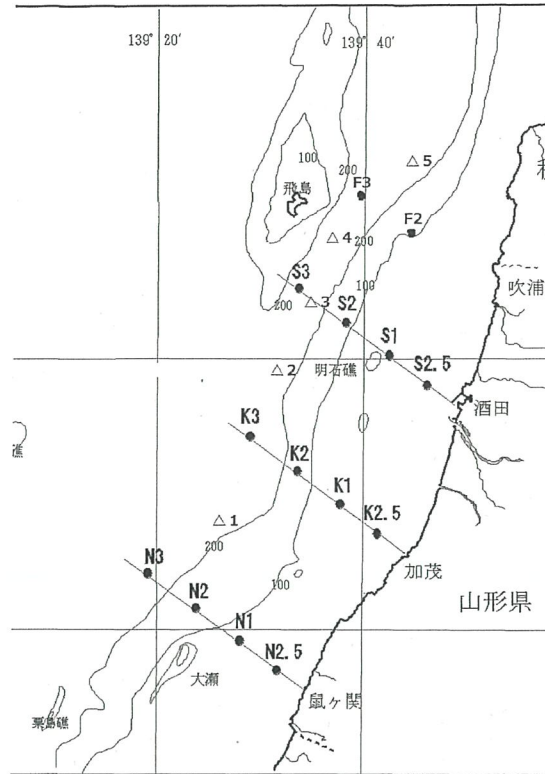 139° 20′
139° 40′
100
200
飛島
F3
△5
F2
△4
200
S3
200
△3
S2
100
吹浦
S1
△2
明石礁
S2.5
酒田
K3
礁
K2
K1
△1
K2.5
200
加茂
N3
100
N2
山形県
N1
N2.5
大瀬
鼠ヶ関
粟島礁